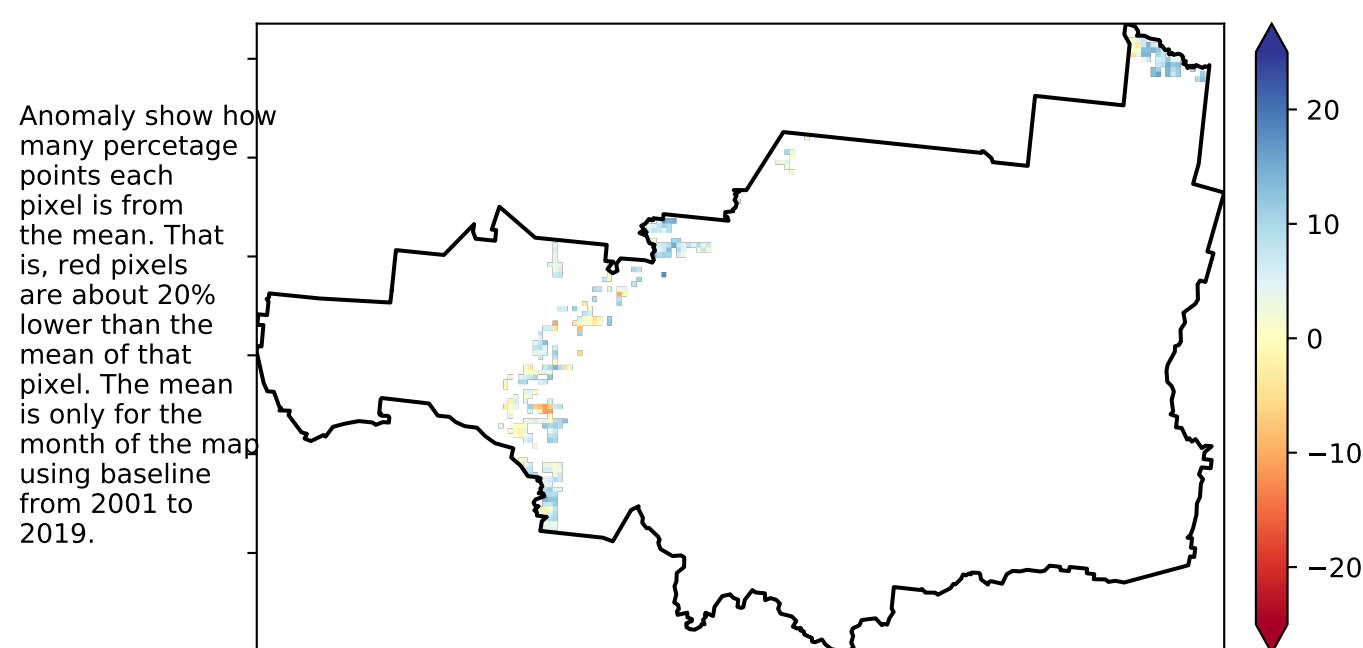 Anomaly show how
many percetage
points each
pixel is from
the mean. That
is, red pixels
are about 20%
lower than the
mean of that
pixel. The mean
is only for the
month of the map
using baseline
from 2001 to
2019.
20
10
0
−10
−20